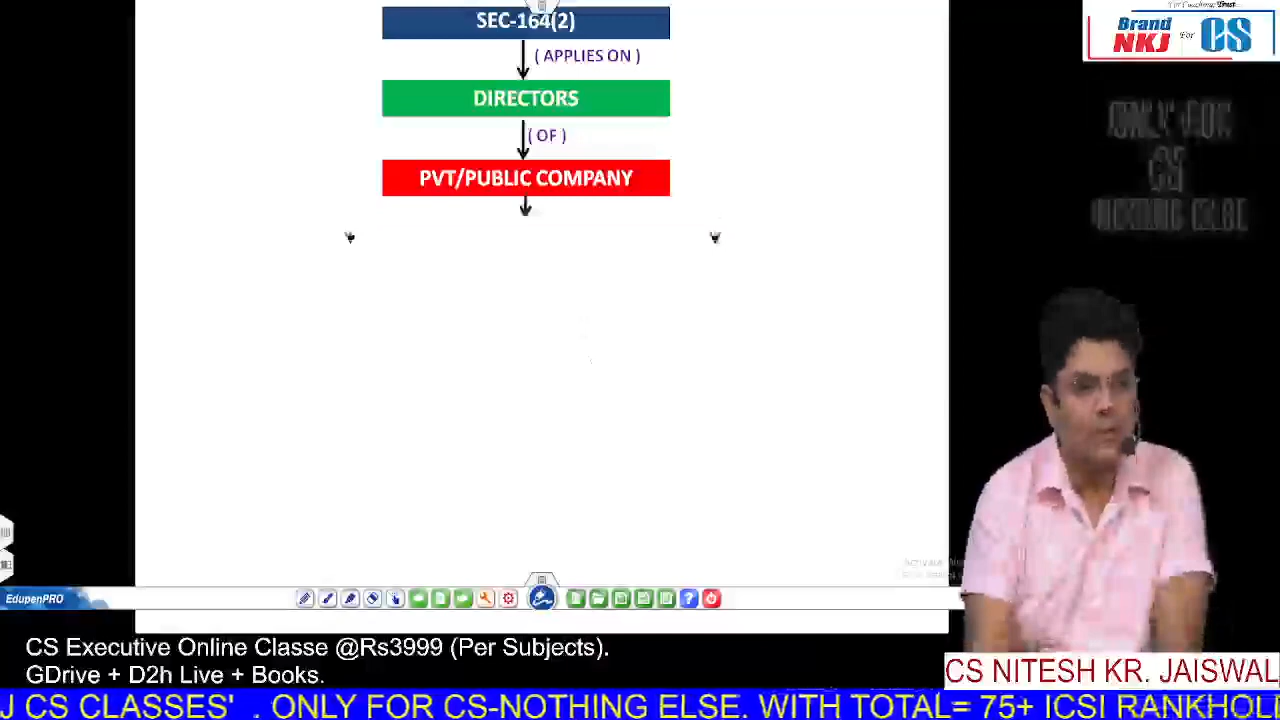 SEC-164(2)
( APPLIES ON )
DIRECTORS
( OF )
PVT/PUBLIC COMPANY
Brand
NKJ For CS
ONLY FOR
CS
NOTHING ELSE
EdupenPRO
CS Executive Online Classe @Rs3999 (Per Subjects).
GDrive + D2h Live + Books.
CS NITESH KR. JAISWAL
J CS CLASSES' . ONLY FOR CS-NOTHING ELSE. WITH TOTAL= 75+ ICSI RANKHOL